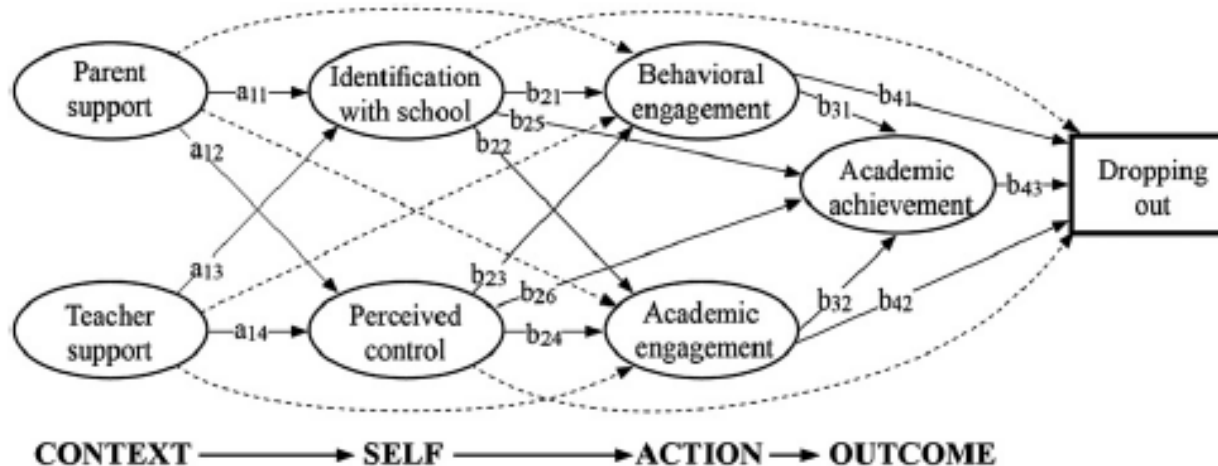 Parent
support
a11
Identification
with school
b21
Behavioral
engagement
b41
b31
b25
a12
b22
Academic
achievement
b43
Dropping
out
a13
b23
b26
b32
b42
Teacher
support
a14
Perceived
control
b24
Academic
engagement
CONTEXT SELF ACTION OUTCOME